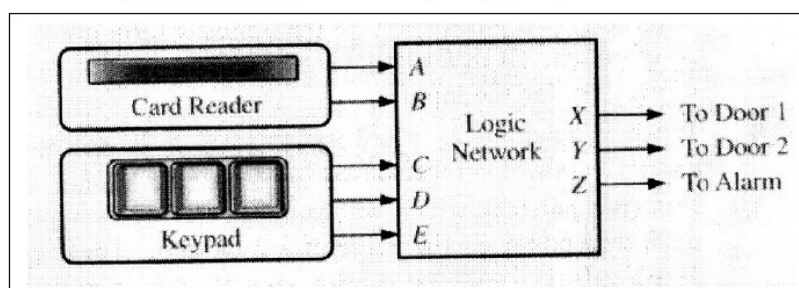 Card Reader
A
B
Logic
Network
X
Y
Z
To Door 1
To Door 2
To Alarm
Keypad
C
D
E